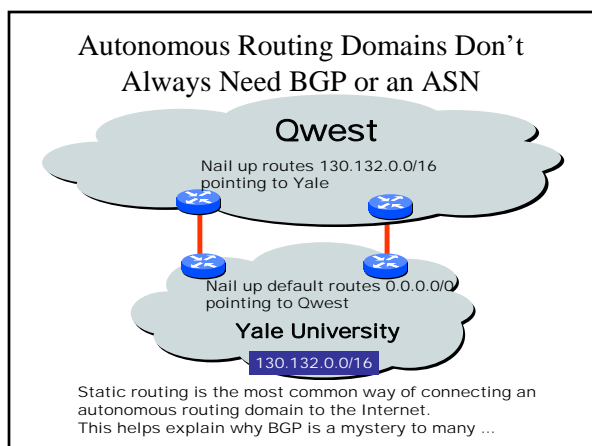 Autonomous Routing Domains Don't
Always Need BGP or an ASN
Qwest
Nail up routes 130.132.0.0/16
pointing to Yale
Nail up default routes 0.0.0.0/0
pointing to Qwest
Yale University
130.132.0.0/16
Static routing is the most common way of connecting an
autonomous routing domain to the Internet.
This helps explain why BGP is a mystery to many ...